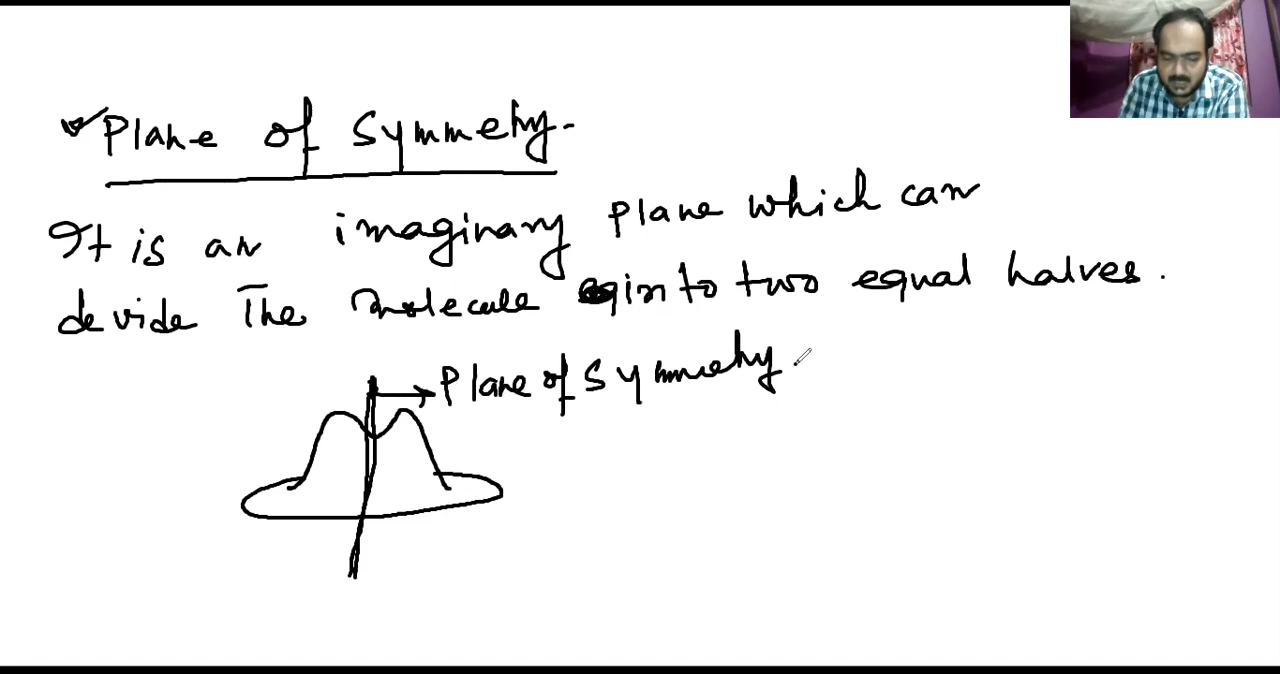 Plane of Symmetry.
It is an imaginary plane which can
devide The molecule into two equal halves.
Plane of Symmetry.